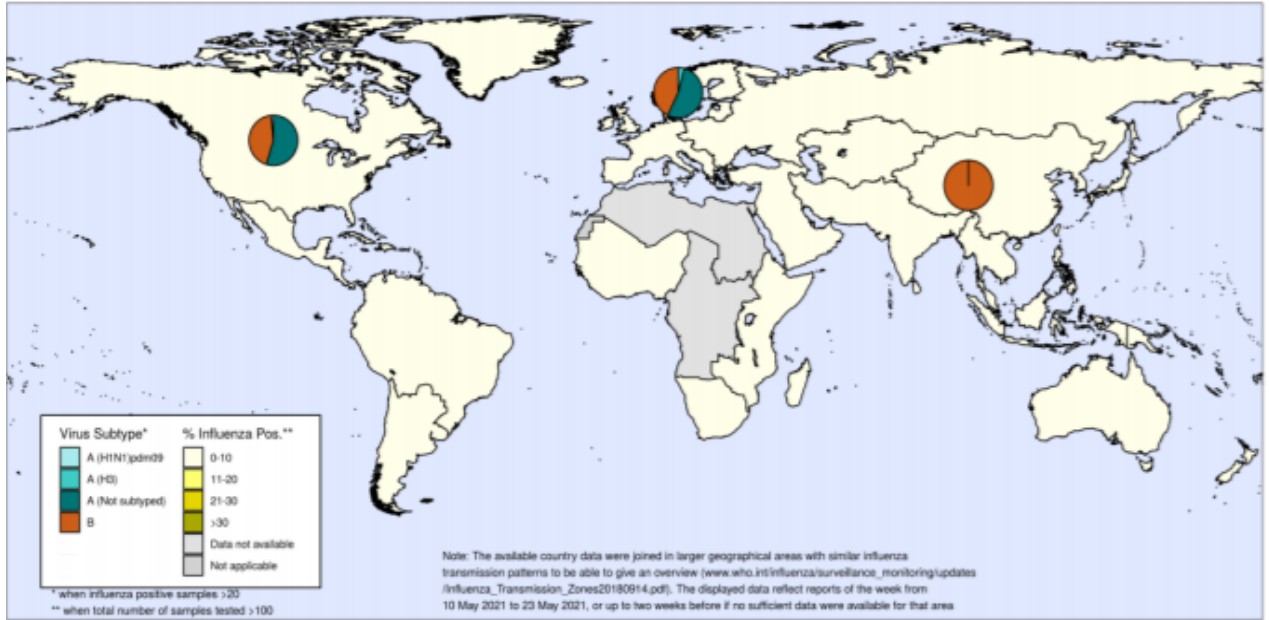 Virus Subtype*
A (H1N1)pdm09
A (H3)
A (Not subtyped)
B
% Influenza Pos.**
0-10
11-20
21-30
>30
Data not available
Not applicable
* when influenza positive samples >20
** when total number of samples tested >100
Note: The available country data were joined in larger geographical areas with similar influenza
transmission patterns to be able to give an overview (www.who.int/influenza/surveillance_monitoring/updates
/Influenza_Transmission_Zones20180914.pdf). The displayed data reflect reports of the week from
10 May 2021 to 23 May 2021, or up to two weeks before if no sufficient data were available for that area